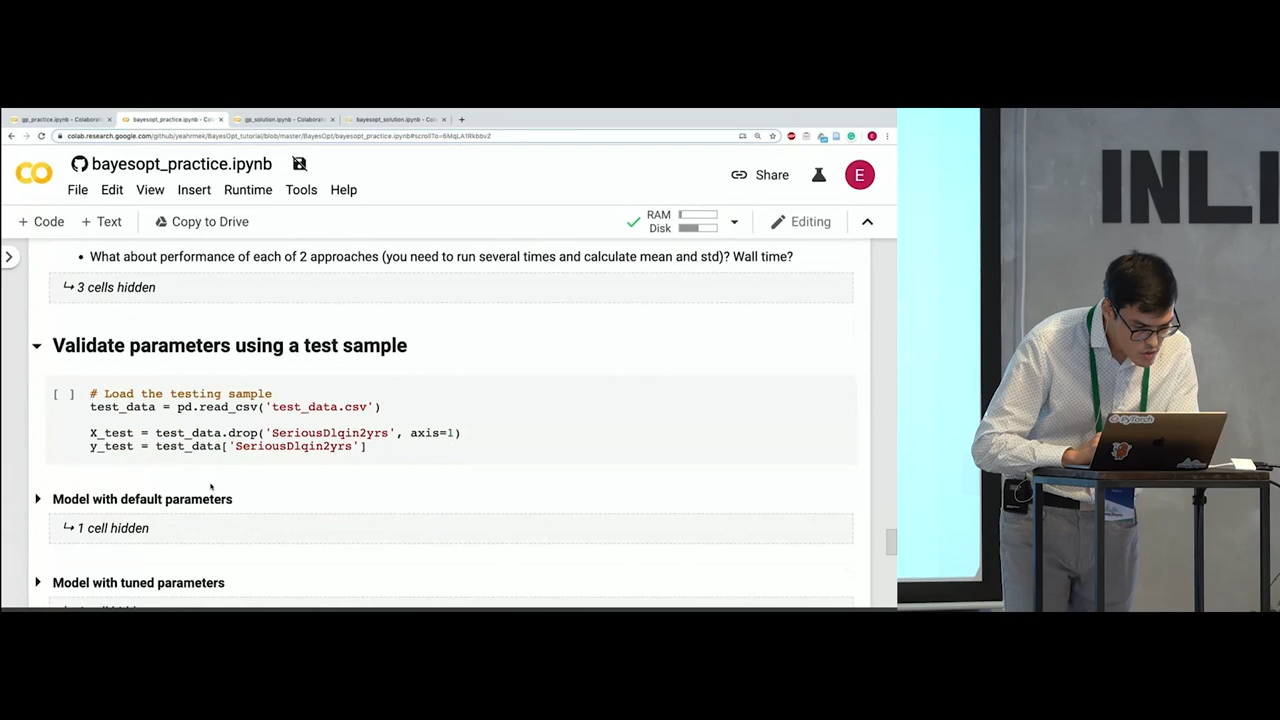 gp_practice.ipynb - Colaborat
bayesopt_practice.ipynb - Co
gp_solution.ipynb - Colaborat
bayesopt_solution.ipynb - Col
colab.research.google.com/github/yeahrmek/BayesOpt_tutorial/blob/master/BayesOpt/bayesopt_practice.ipynb#scrollTo=6MqLA1RkbbvZ
bayesopt_practice.ipynb
Share
E
File Edit View Insert Runtime Tools Help
+ Code + Text Copy to Drive
RAM
Disk
Editing
• What about performance of each of 2 approaches (you need to run several times and calculate mean and std)? Wall time?
3 cells hidden
Validate parameters using a test sample
[ ] # Load the testing sample
test_data = pd.read_csv('test_data.csv')
X_test = test_data.drop('SeriousDlqin2yrs', axis=1)
y_test = test_data['SeriousDlqin2yrs']
Model with default parameters
1 cell hidden
Model with tuned parameters
INLI
PyTorch